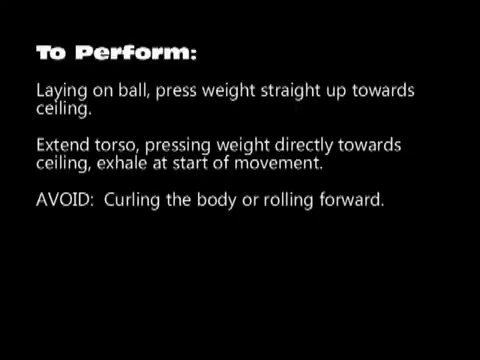 To Perform:
Laying on ball, press weight straight up towards
ceiling.
Extend torso, pressing weight directly towards
ceiling, exhale at start of movement.
AVOID:  Curling the body or rolling forward.